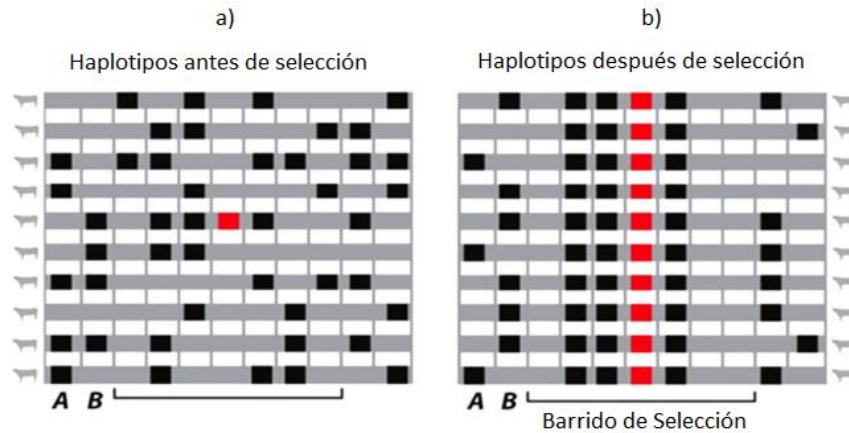 a)
Haplotipos antes de selección
A B
b)
Haplotipos después de selección
A B
Barrido de Selección